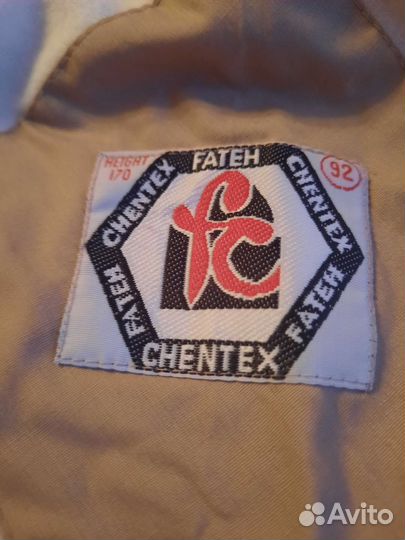 HEIGHT
170
FATEH
92
CHENTEX
CHENTEX
fc
FATEH
FATEH
CHENTEX
Avito